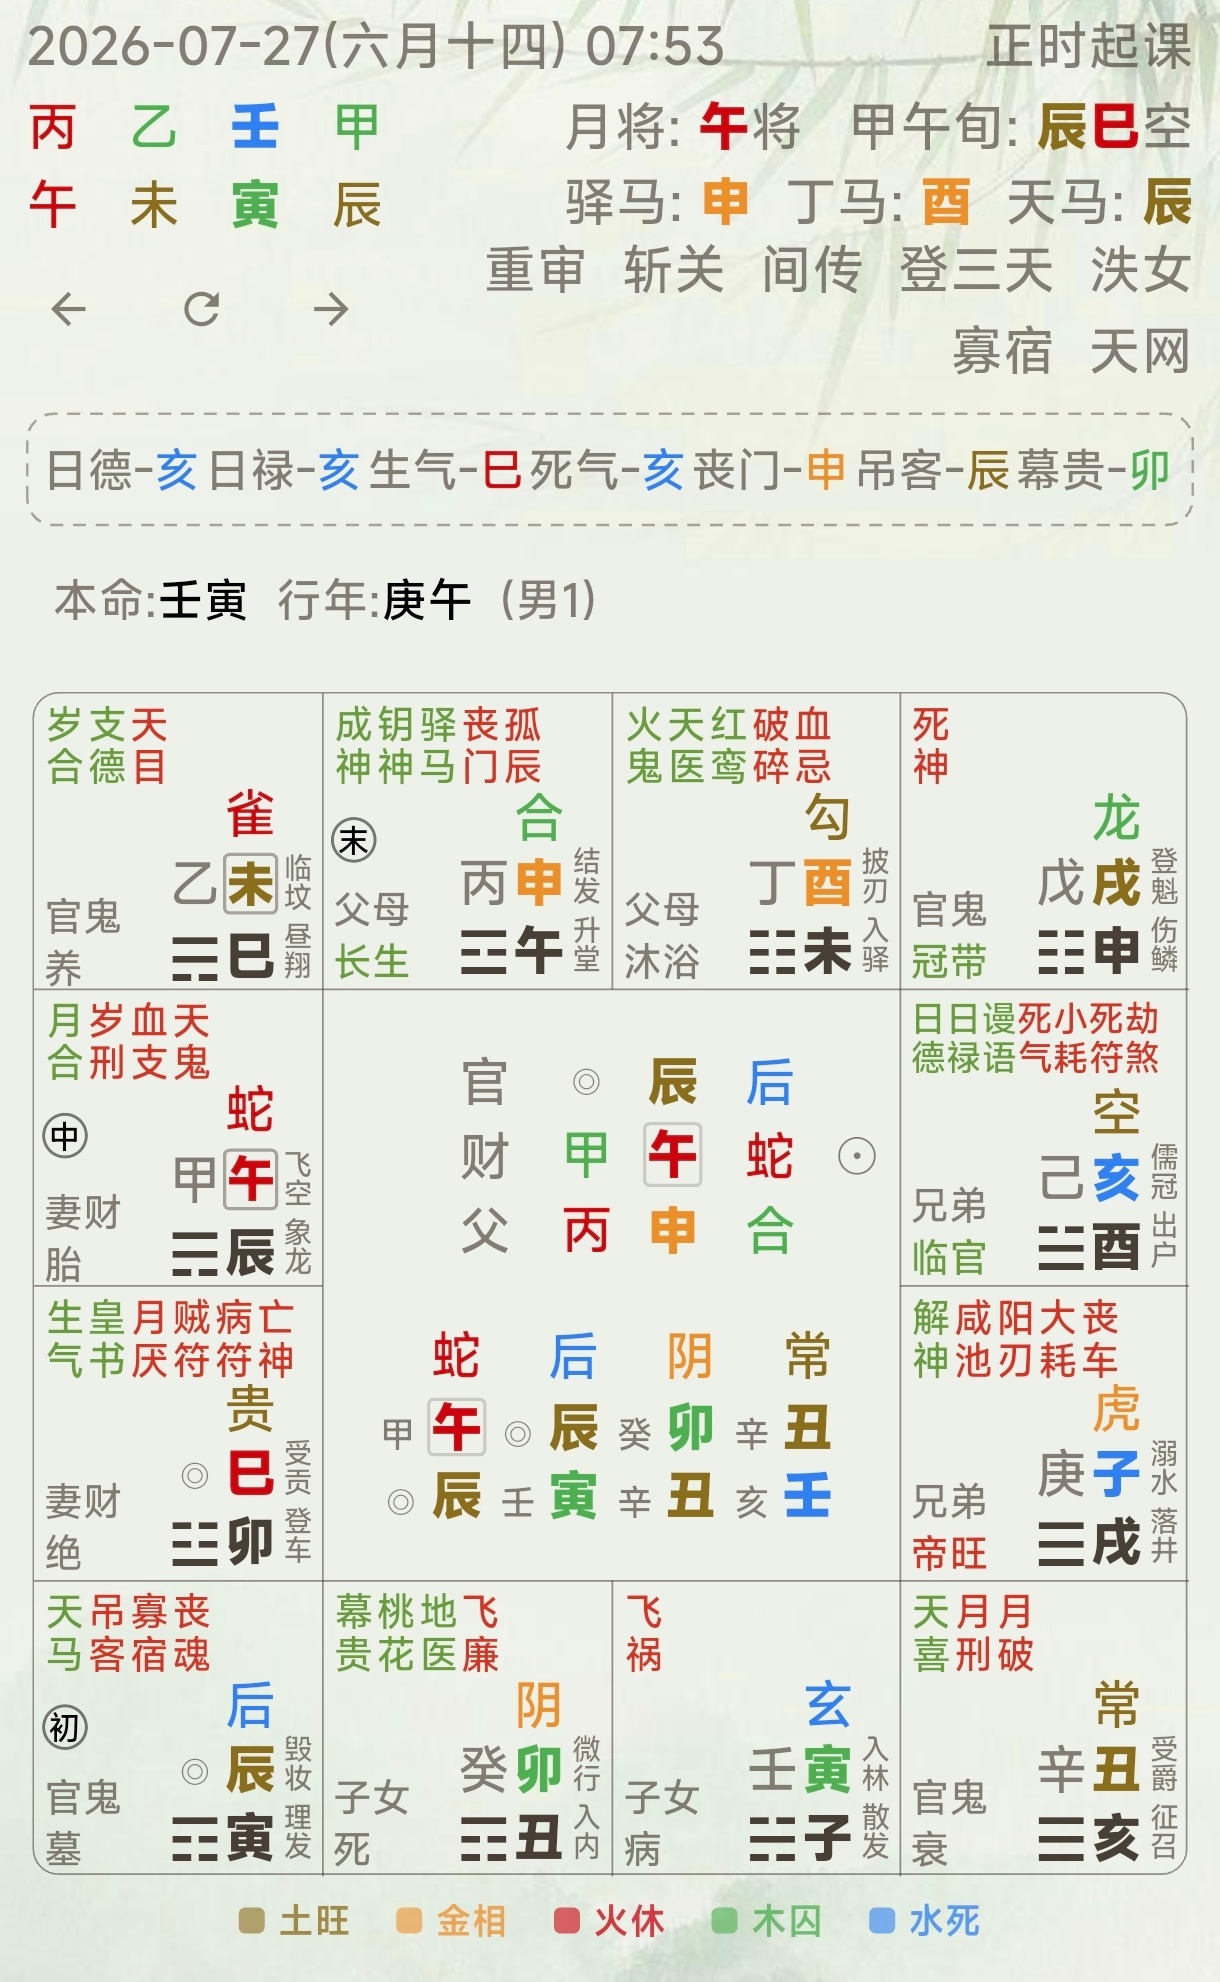 2026-07-27(六月十四) 07:53 正时起课
丙 乙 壬 甲 月将: 午将 甲午旬: 辰巳空
午 未 寅 辰 驿马: 申 丁马: 酉 天马: 辰
重审 斩关 间传 登三天 泆女
寡宿 天网
日德-亥 日禄-亥 生气-巳 死气-亥 丧门-申 吊客-辰 墓贵-卯
本命:壬寅 行年:庚午 (男1)
岁支天
合德目
雀
乙未 临坟
官鬼
养
巳 昼翔
成钥驿丧孤
神神马门辰
合
末
丙申 结发
父母
长生
午 升堂
火天红破血
鬼医鸾碎忌
勾
丁酉 披刃
父母
沐浴
未 入驿
死
神
龙
戊戌 登魁
官鬼
冠带
申 伤鳞
月岁血天
合刑支鬼
蛇
中
甲午 飞空
妻财
胎
辰 象龙
官 ◎ 辰 后
财 甲 午 蛇 ⊙
父 丙 申 合
日日谩死小死劫
德禄语气耗符煞
空
己亥 儒冠
兄弟
临官
酉 出户
生皇月贼病亡
气书厌符符神
贵
◎巳 受贡
妻财
绝
卯 登车
蛇 后 阴 常
甲午 ◎辰 癸卯 辛丑
◎辰 壬寅 辛丑 亥壬
解咸阳大丧
神池刃耗车
虎
庚子 溺水
兄弟
帝旺
戌 落井
天吊寡丧
马客宿魂
后
初
◎辰 毁妆
官鬼
墓
寅 理发
幕桃地飞
贵花医廉
阴
癸卯 微行
子女
死
丑 入内
飞
祸
玄
壬寅 入林
子女
病
子 散发
天月月
喜刑破
常
辛丑 受爵
官鬼
衰
亥 征召
土旺 金相 火休 木囚 水死